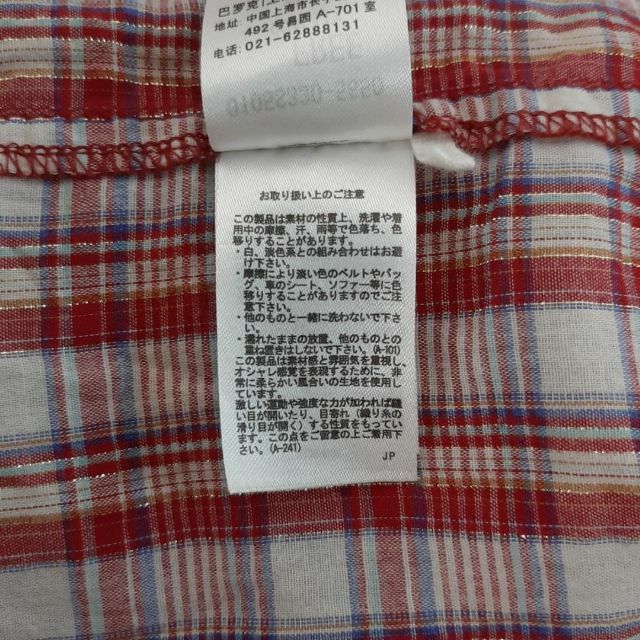 巴罗克(上
地址: 中国上海市长
492 号昌园 A-701 室
电话: 021-62888131
01022390-2920
お取り扱い上のご注意
この製品は素材の性質上、洗濯や着
用中の摩擦、汗、雨等で色落ち、色
移りすることがあります。
・白、淡色系との組み合わせはお避
け下さい。
・摩擦により淡い色のベルトやバッ
グ、車のシート、ソファー等に色
移りすることがありますのでご注
意下さい。
・他のものと一緒に洗わないで下さ
い。
・濡れたままの放置、他のものとの
重ね置きはしないで下さい。(A-101)
この製品は素材感と雰囲気を重視し
オシャレ感覚を表現するために、非
常に柔らかい風合いの生地を使用し
ています。
激しい運動や強度な力が加われば縫
い目が開いたり、目寄れ（織り糸の
滑り目が開く）する性質をもってい
ます。この点をご留意の上ご着用下
さい。(A-241)
JP